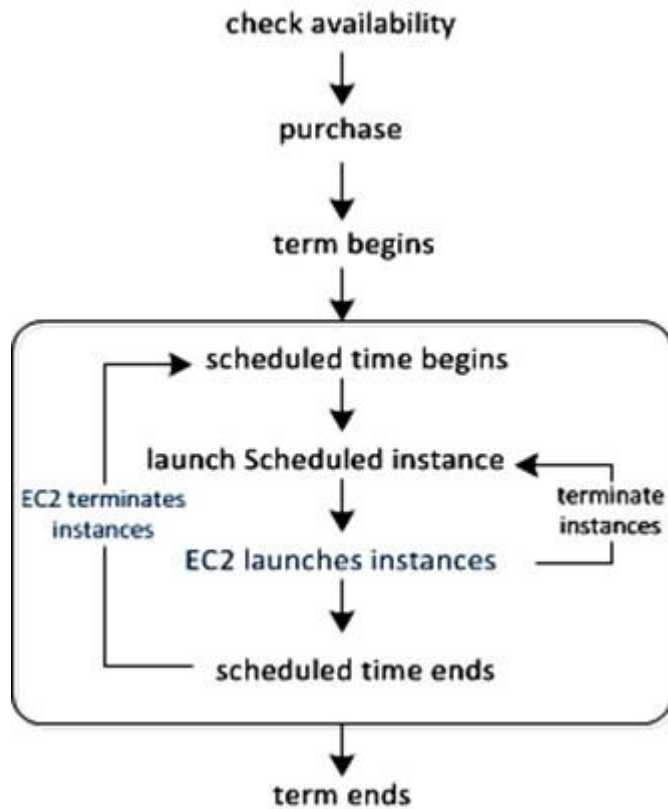 check availability
purchase
term begins
scheduled time begins
launch Scheduled instance
EC2 terminates
instances
terminate
instances
EC2 launches instances
scheduled time ends
term ends